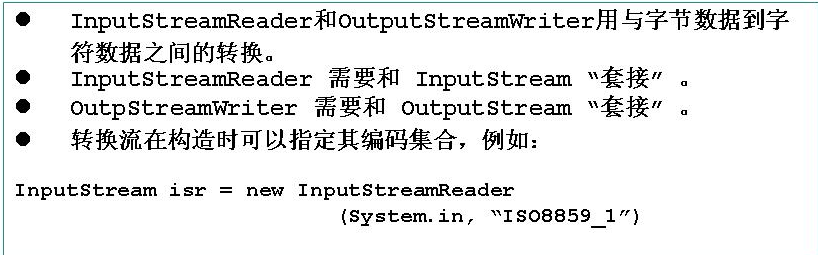 ● InputStreamReader和OutputStreamWriter用与字节数据到字
符数据之间的转换。
● InputStreamReader 需要和 InputStream “套接” 。
● OutpStreamWriter 需要和 OutputStream “套接” 。
● 转换流在构造时可以指定其编码集合，例如：
InputStream isr = new InputStreamReader
(System.in, “ISO8859_1”)